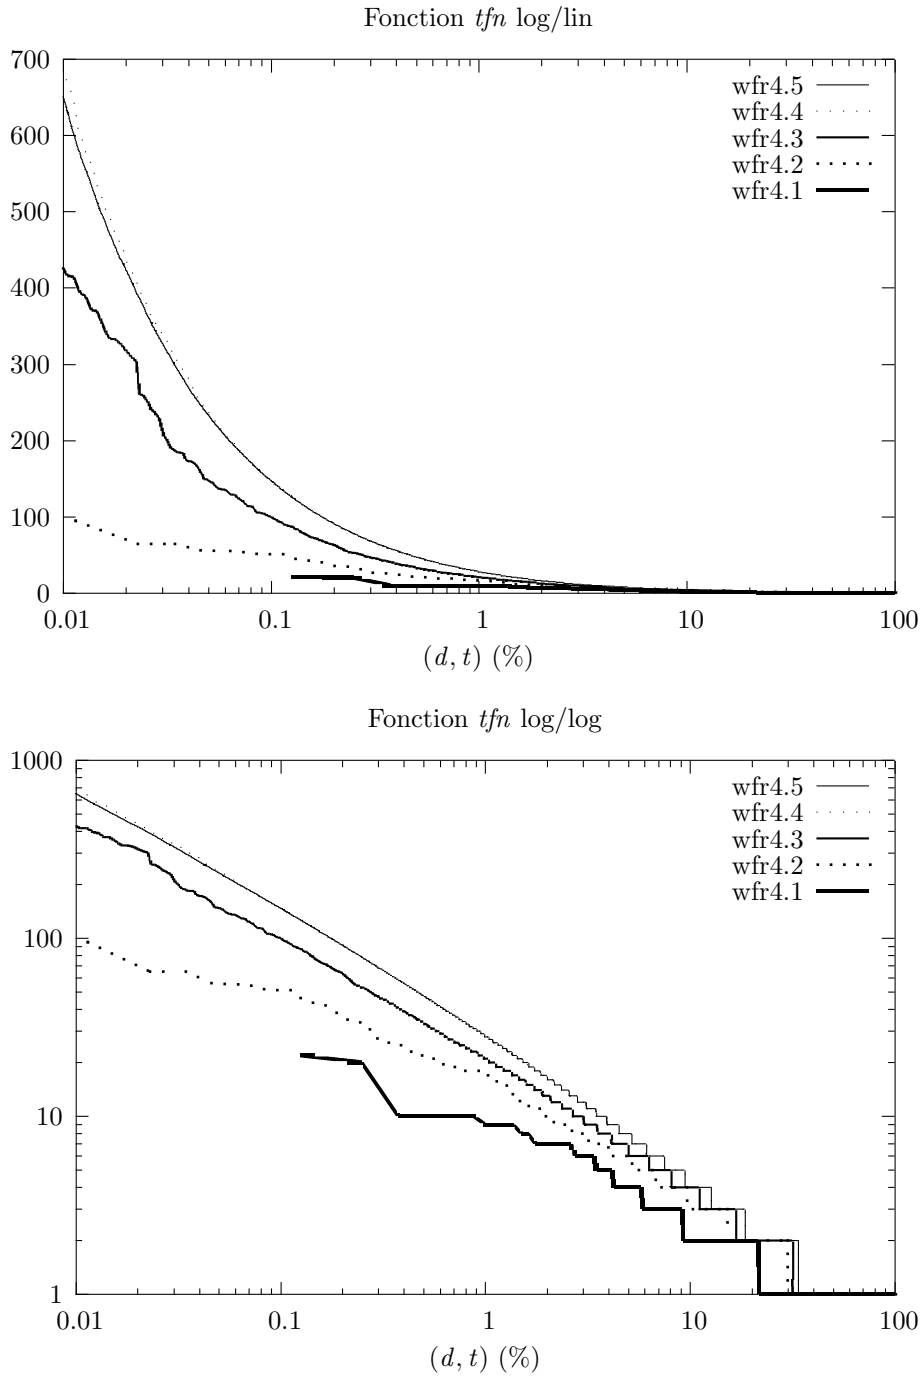 Fonction tfn log/lin
700
600
500
400
300
200
100
0
wfr4.5
wfr4.4
wfr4.3
wfr4.2
wfr4.1
0.01 0.1 1 10 100
(d, t) (%)
Fonction tfn log/log
1000
100
10
1
wfr4.5
wfr4.4
wfr4.3
wfr4.2
wfr4.1
0.01 0.1 1 10 100
(d, t) (%)